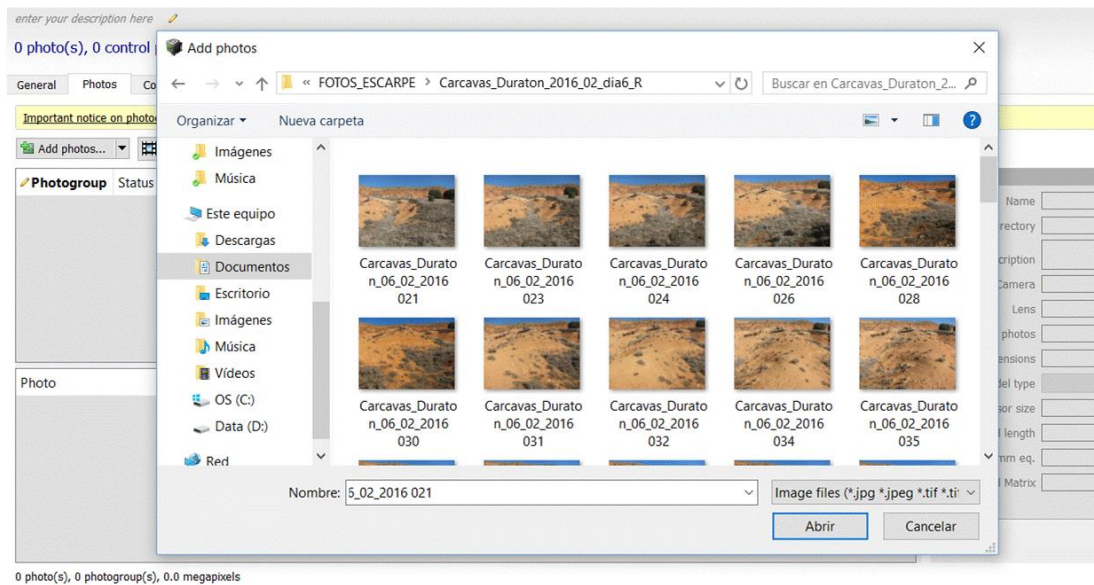 enter your description here
0 photo(s), 0 control
Add photos
General Photos Co
« FOTOS_ESCARPE > Carcavas_Duraton_2016_02_dia6_R
Buscar en Carcavas_Duraton_2...
Important notice on
Organizar
Nueva carpeta
Add photos...
Photogroup Status
Imágenes
Música
Este equipo
Descargas
Documentos
Escritorio
Imágenes
Música
Vídeos
OS (C:)
Data (D:)
Red
Carcavas_Durato
n_06_02_2016
021
Carcavas_Durato
n_06_02_2016
023
Carcavas_Durato
n_06_02_2016
024
Carcavas_Durato
n_06_02_2016
026
Carcavas_Durato
n_06_02_2016
028
Carcavas_Durato
n_06_02_2016
030
Carcavas_Durato
n_06_02_2016
031
Carcavas_Durato
n_06_02_2016
032
Carcavas_Durato
n_06_02_2016
034
Carcavas_Durato
n_06_02_2016
035
Name
rectory
cription
Camera
Lens
photos
ensions
del type
sor size
l length
mm eq.
l Matrix
Photo
Nombre: 6_02_2016 021
Image files (*.jpg *.jpeg *.tif *.ti
Abrir
Cancelar
0 photo(s), 0 photogroup(s), 0.0 megapixels